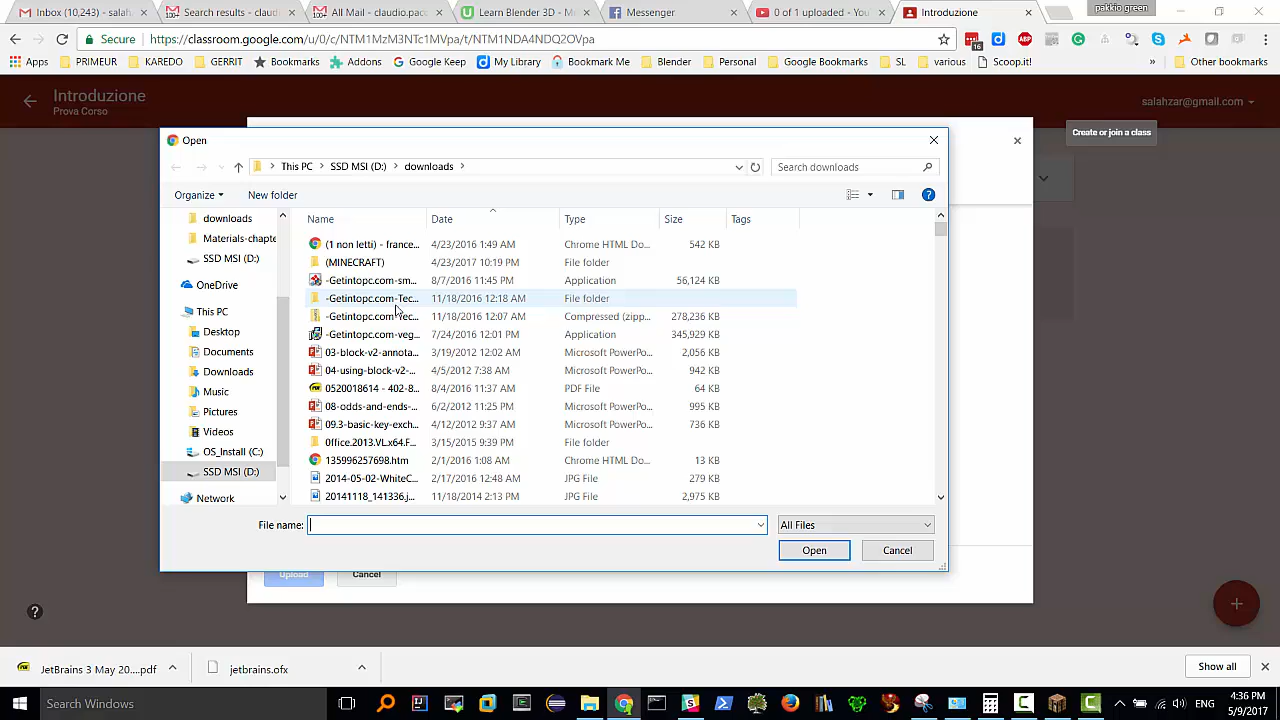 Inbox (10,243) - salah
Search results - claudio
All Mail - claudio.pac
Learn Blender 3D - M
Messenger
0 of 1 uploaded - You
Introduzione
pakkio green
Secure
https://classroom.google.com/u/0/c/NTM1MzM3NTc1MVpa/t/NTM1NDA4NDQ2OVpa
16
ABP
Apps
PRIMEUR
KAREDO
GERRIT
Bookmarks
Addons
Google Keep
My Library
Bookmark Me
Blender
Personal
Google Bookmarks
SL
various
Scoop.it!
»
Other bookmarks
Introduzione
Prova Corso
salahzar@gmail.com
Create or join a class
Open
This PC
SSD MSI (D:)
downloads
Search downloads
Organize
New folder
Name
Date
Type
Size
Tags
downloads
Materials-chapte
SSD MSI (D:)
OneDrive
This PC
Desktop
Documents
Downloads
Music
Pictures
Videos
OS_Install (C:)
SSD MSI (D:)
Network
(1 non letti) - france... 4/23/2016 1:49 AM Chrome HTML Do... 542 KB
(MINECRAFT) 4/23/2017 10:19 PM File folder
-Getintopc.com-sm... 8/7/2016 11:45 PM Application 56,124 KB
-Getintopc.com-Tec... 11/18/2016 12:18 AM File folder
-Getintopc.com-Tec... 11/18/2016 12:07 AM Compressed (zipp... 278,236 KB
-Getintopc.com-veg... 7/24/2016 12:01 PM Application 345,929 KB
03-block-v2-annota... 3/19/2012 12:02 AM Microsoft PowerPo... 2,056 KB
04-using-block-v2-... 4/5/2012 7:38 AM Microsoft PowerPo... 942 KB
0520018614 - 402-8... 8/4/2016 11:37 AM PDF File 64 KB
08-odds-and-ends-... 6/2/2012 11:25 PM Microsoft PowerPo... 995 KB
09.3-basic-key-exch... 4/12/2012 9:37 AM Microsoft PowerPo... 736 KB
0ffice.2013.VL.x64.F... 3/15/2015 9:39 PM File folder
135996257698.htm 2/1/2016 1:08 AM Chrome HTML Do... 13 KB
2014-05-02-WhiteC... 2/17/2016 12:48 AM JPG File 279 KB
20141118_141336.j... 11/18/2014 2:13 PM JPG File 2,975 KB
File name:
All Files
Open
Cancel
Upload
Cancel
JetBrains 3 May 20....pdf
jetbrains.ofx
Show all
Search Windows
ENG
4:36 PM
5/9/2017